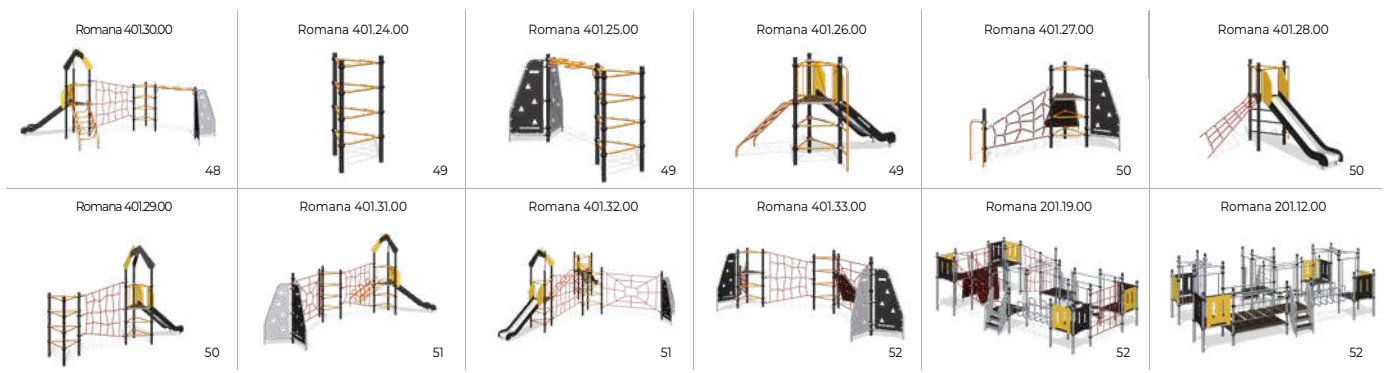 Romana 401.30.00
Romana 401.24.00
Romana 401.25.00
Romana 401.26.00
Romana 401.27.00
Romana 401.28.00
48
49
49
49
50
50
Romana 401.29.00
Romana 401.31.00
Romana 401.32.00
Romana 401.33.00
Romana 201.19.00
Romana 201.12.00
50
51
51
52
52
52